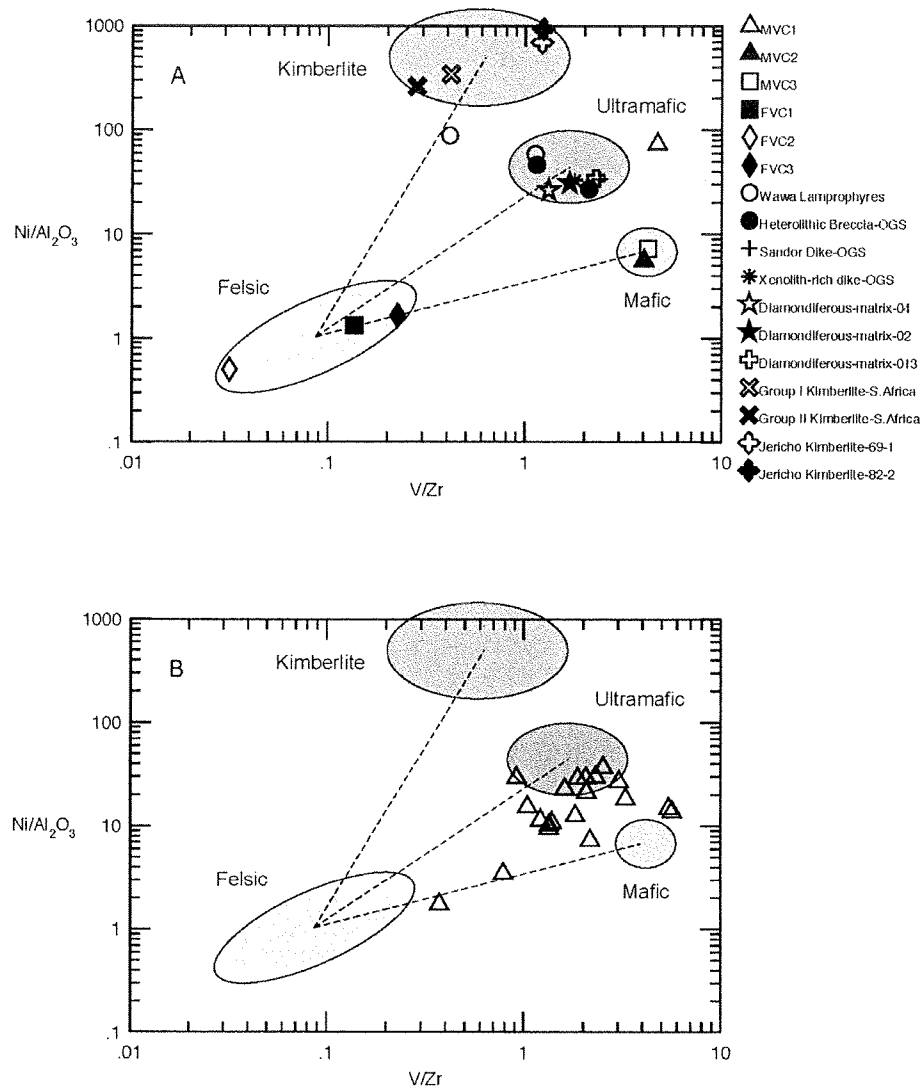 A
1000
100
10
1
.1
Ni/Al2O3
Kimberlite
Ultramafic
Felsic
Mafic
.01
.1
1
10
V/Zr
MVC1
MVC2
MVC3
FVC1
FVC2
FVC3
Wawa Lamprophyres
Heterolithic Breccia-OGS
Sandor Dike-OGS
Xenolith-rich dike-OGS
Diamondiferous-matrix-01
Diamondiferous-matrix-02
Diamondiferous-matrix-013
Group I Kimberlite-S.Africa
Group II Kimberlite-S.Africa
Jericho Kimberlite-69-1
Jericho Kimberlite-82-2
B
1000
100
10
1
.1
Ni/Al2O3
Kimberlite
Ultramafic
Felsic
Mafic
.01
.1
1
10
V/Zr